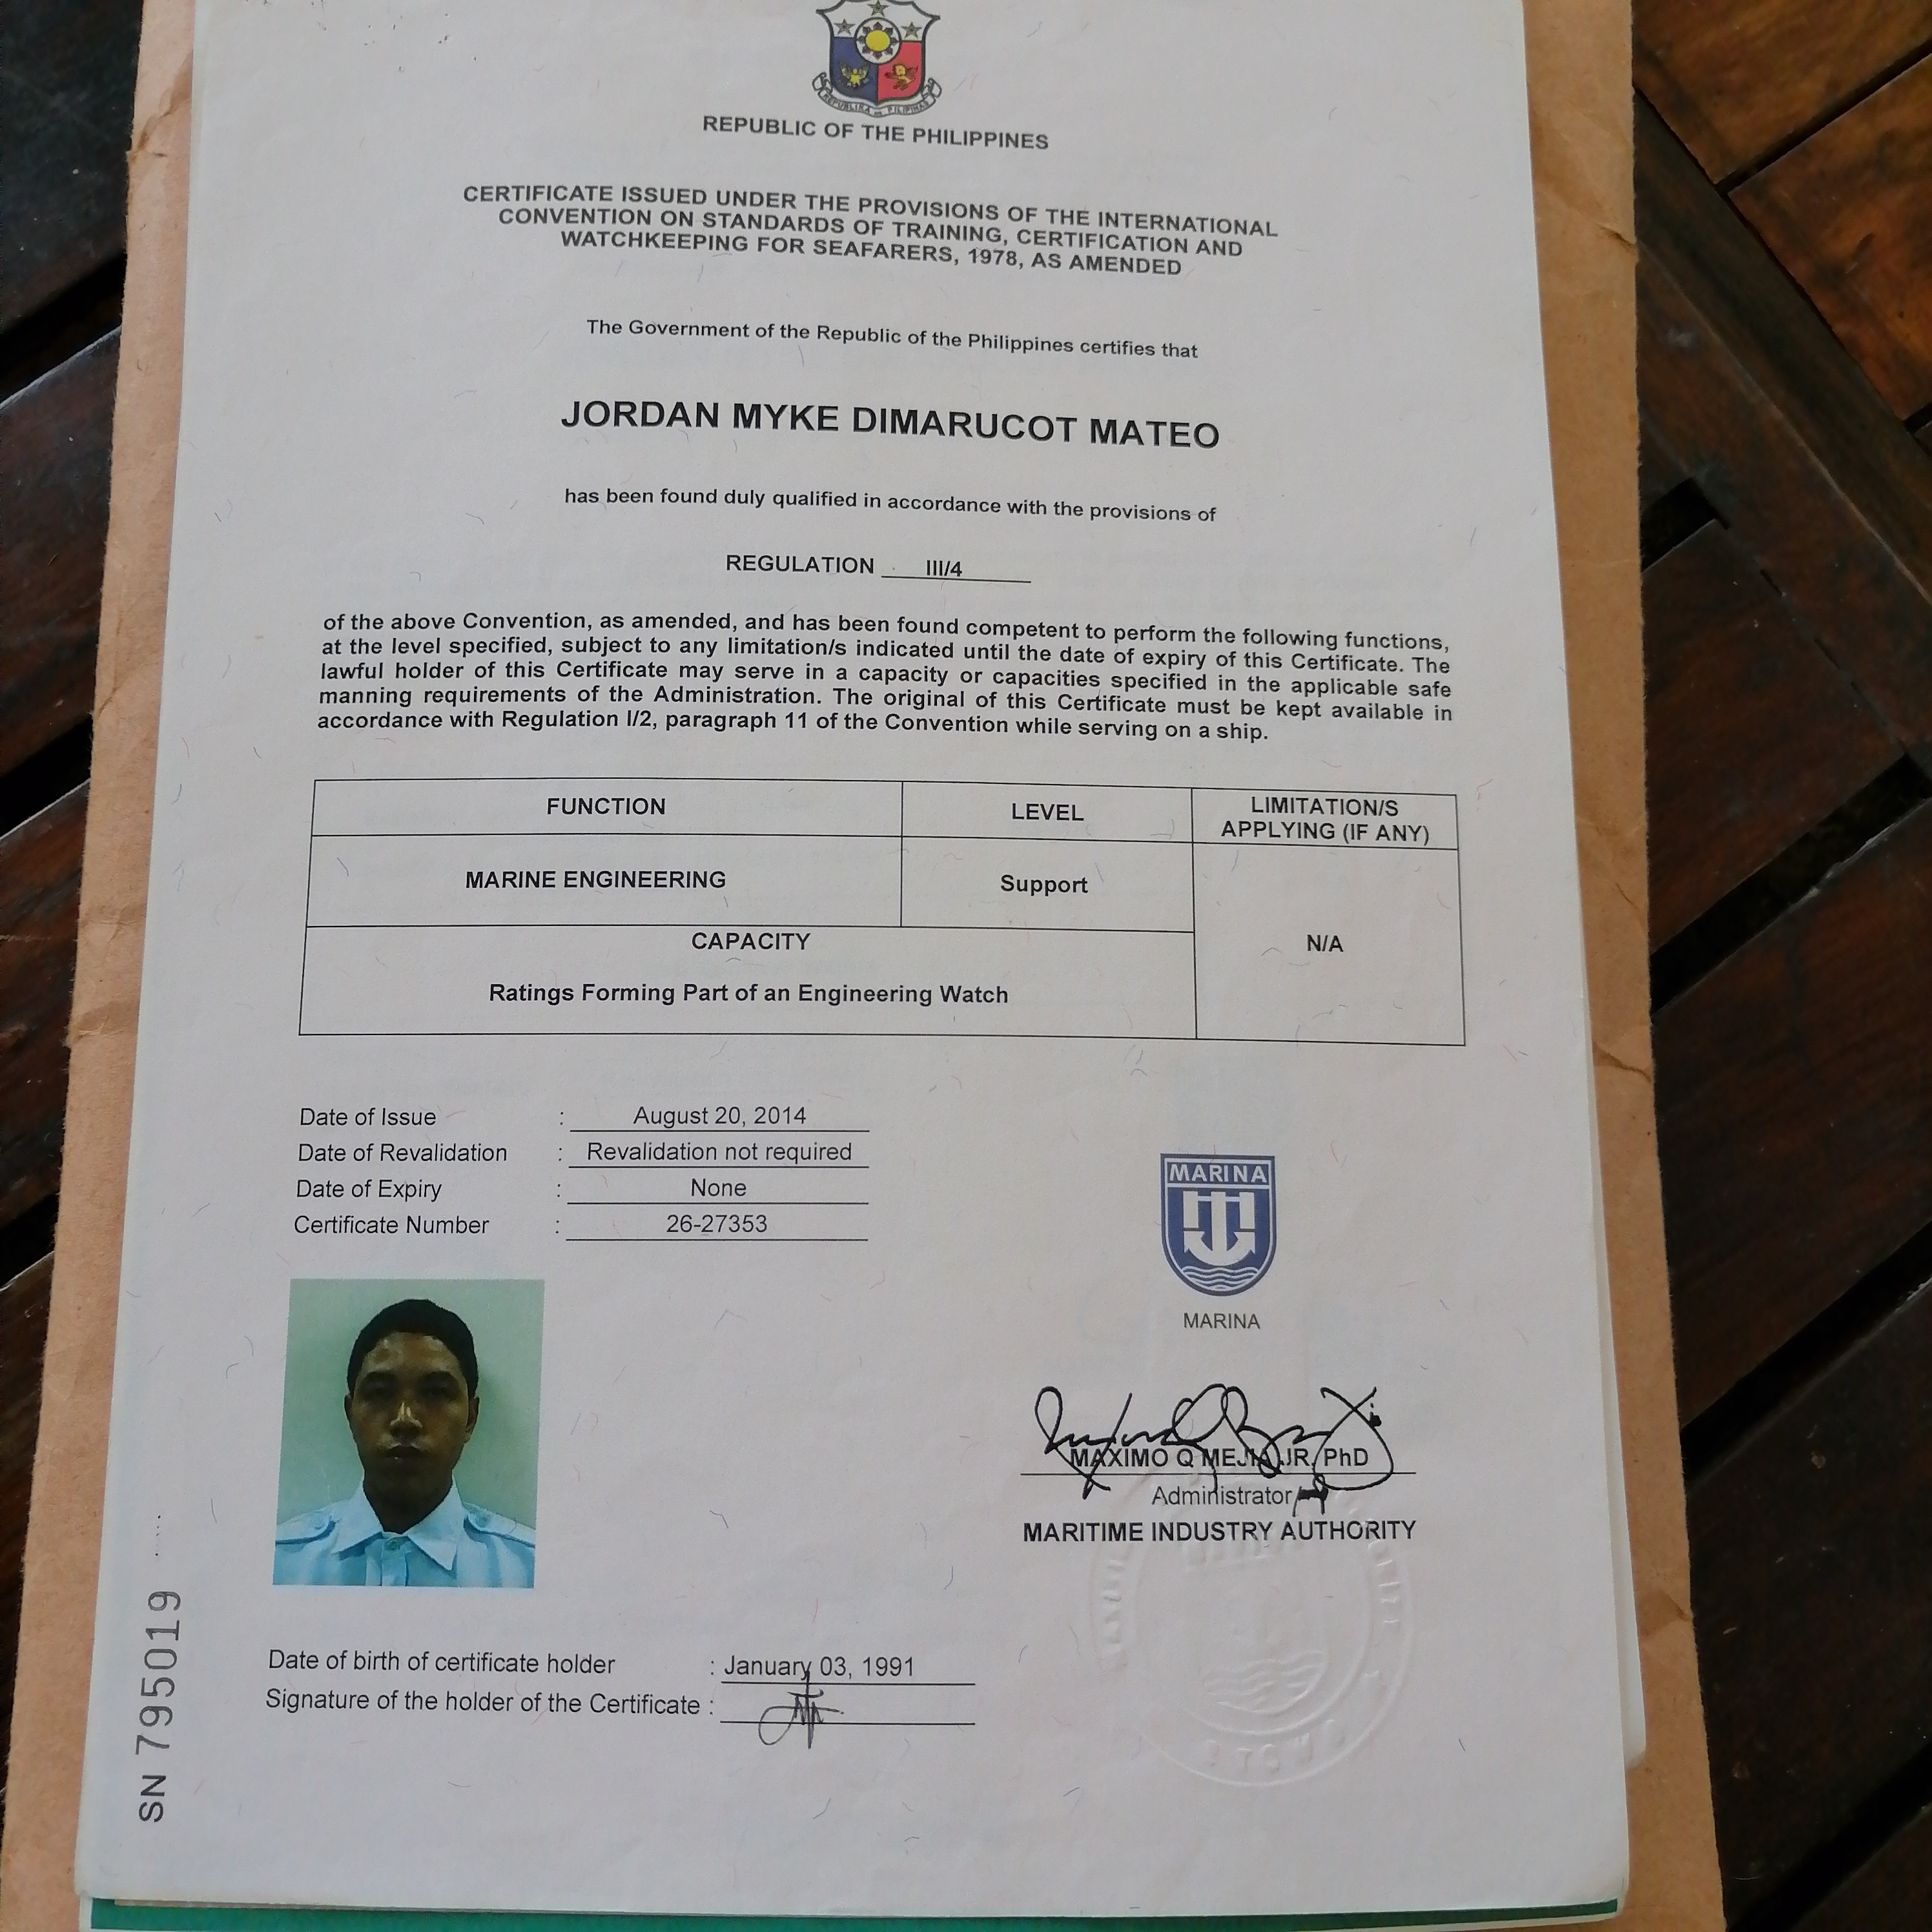 REPUBLIKA NG PILIPINAS
REPUBLIC OF THE PHILIPPINES
CERTIFICATE ISSUED UNDER THE PROVISIONS OF THE INTERNATIONAL
CONVENTION ON STANDARDS OF TRAINING, CERTIFICATION AND
WATCHKEEPING FOR SEAFARERS, 1978, AS AMENDED
The Government of the Republic of the Philippines certifies that
JORDAN MYKE DIMARUCOT MATEO
has been found duly qualified in accordance with the provisions of
REGULATION III/4
of the above Convention, as amended, and has been found competent to perform the following functions,
at the level specified, subject to any limitation/s indicated until the date of expiry of this Certificate. The
lawful holder of this Certificate may serve in a capacity or capacities specified in the applicable safe
manning requirements of the Administration. The original of this Certificate must be kept available in
accordance with Regulation I/2, paragraph 11 of the Convention while serving on a ship.
FUNCTION LEVEL LIMITATION/S
APPLYING (IF ANY)
MARINE ENGINEERING Support
CAPACITY
N/A
Ratings Forming Part of an Engineering Watch
Date of Issue : August 20, 2014
Date of Revalidation : Revalidation not required
Date of Expiry : None
Certificate Number : 26-27353
MARINA
MARINA
MAXIMO Q MEJIA JR, PhD
Administrator
MARITIME INDUSTRY AUTHORITY
Date of birth of certificate holder : January 03, 1991
Signature of the holder of the Certificate :
STCW
SN 795019